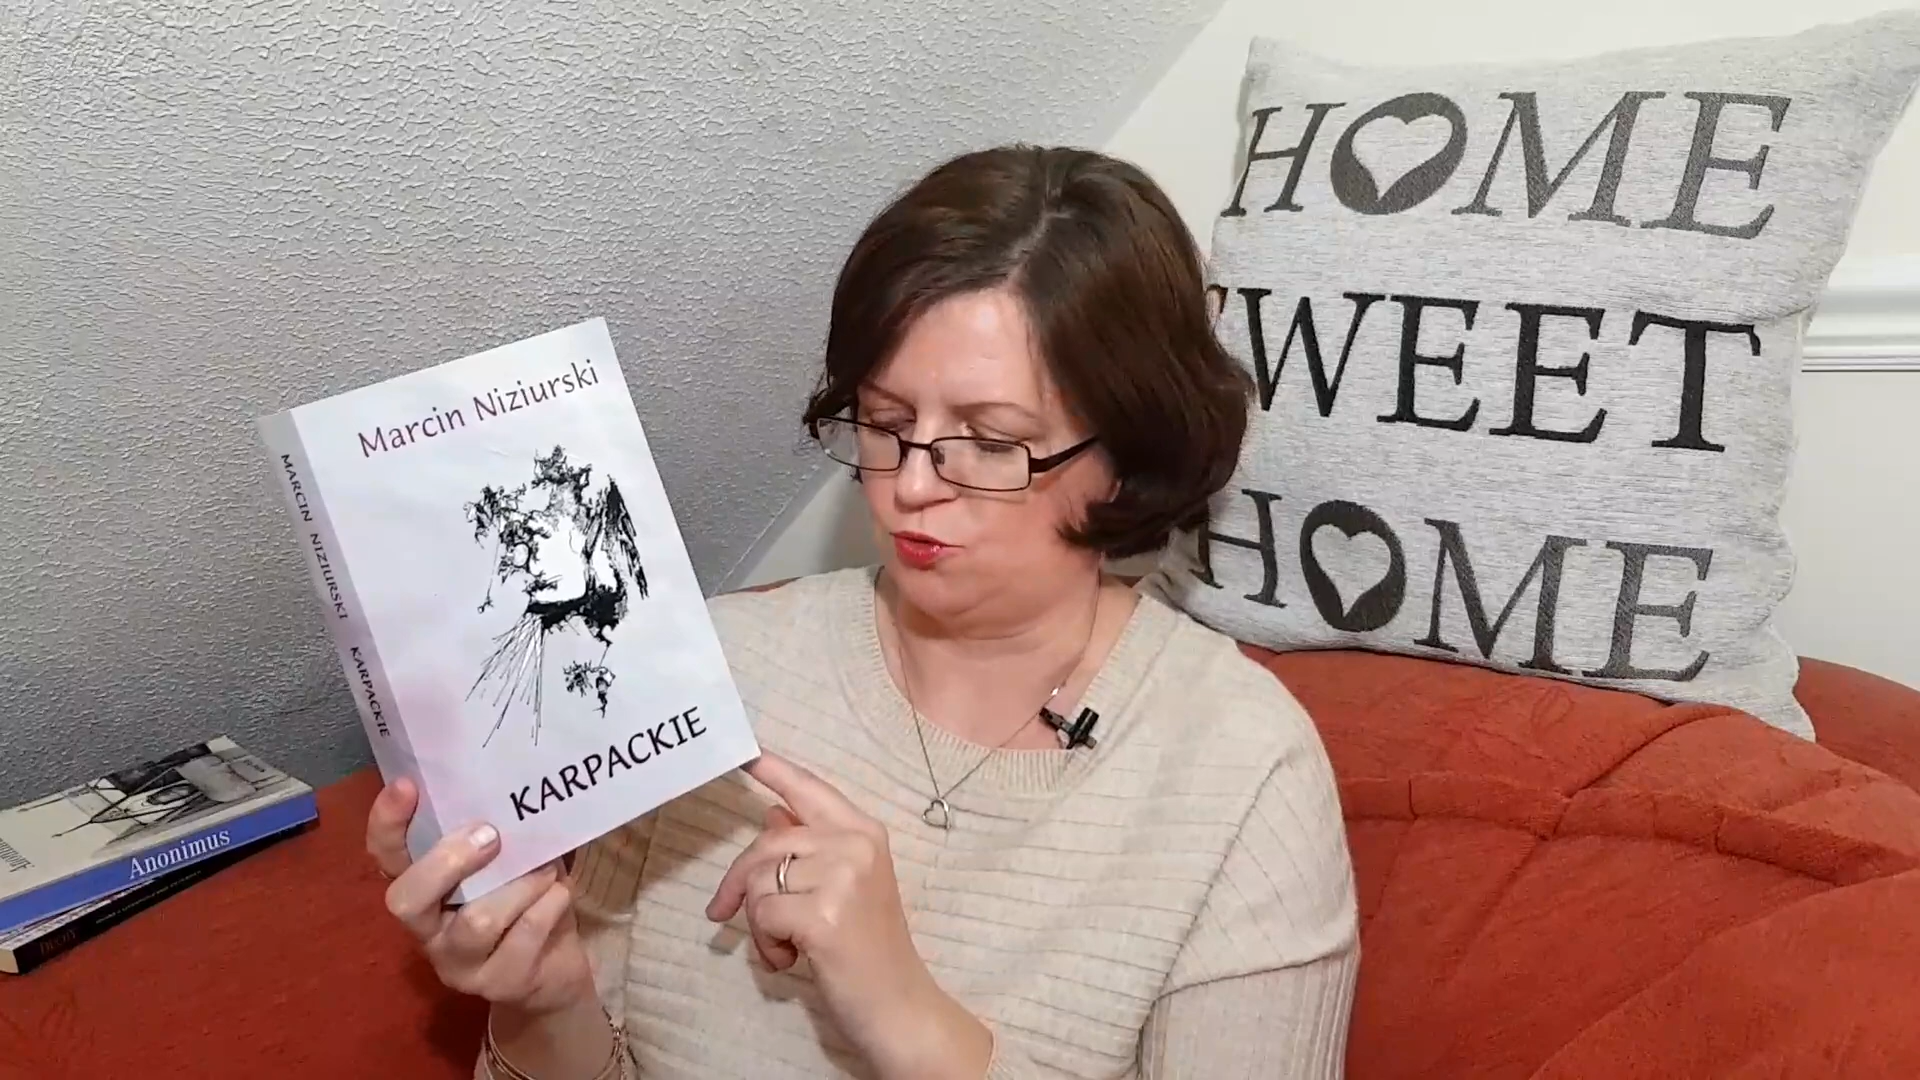 Marcin Niziurski
KARPACKIE
MARCIN NIZIURSKI KARPACKIE
Anonimus
HOME
SWEET
HOME